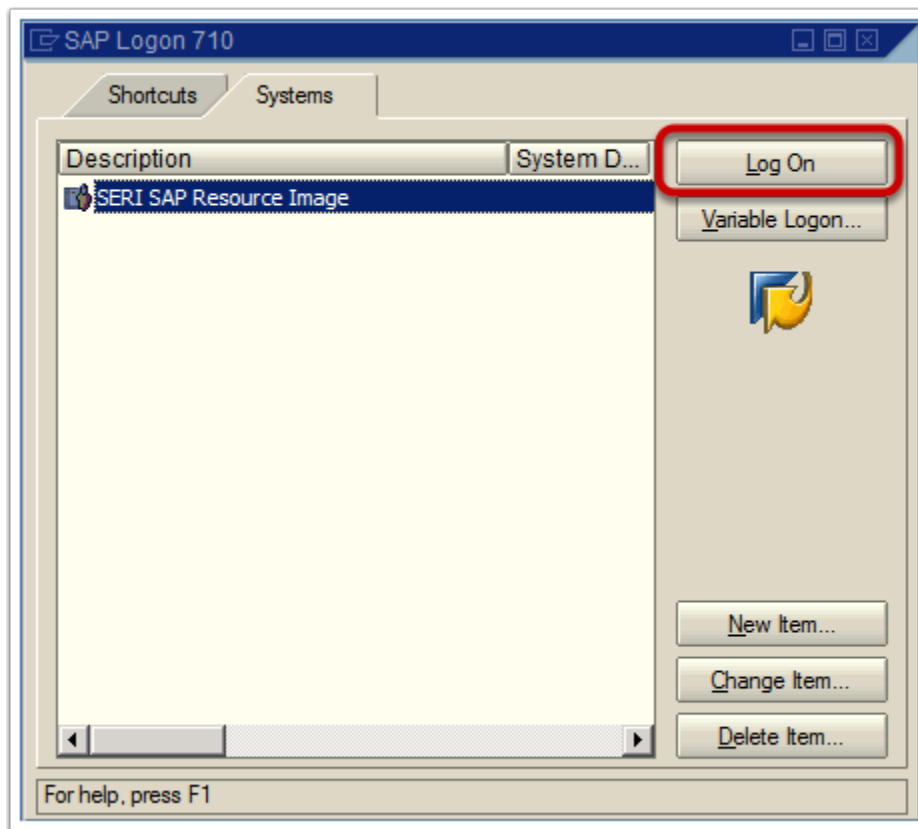 SAP Logon 710
Shortcuts Systems
Description System D...
SERI SAP Resource Image
Log On
Variable Logon...
New Item...
Change Item...
Delete Item...
For help, press F1